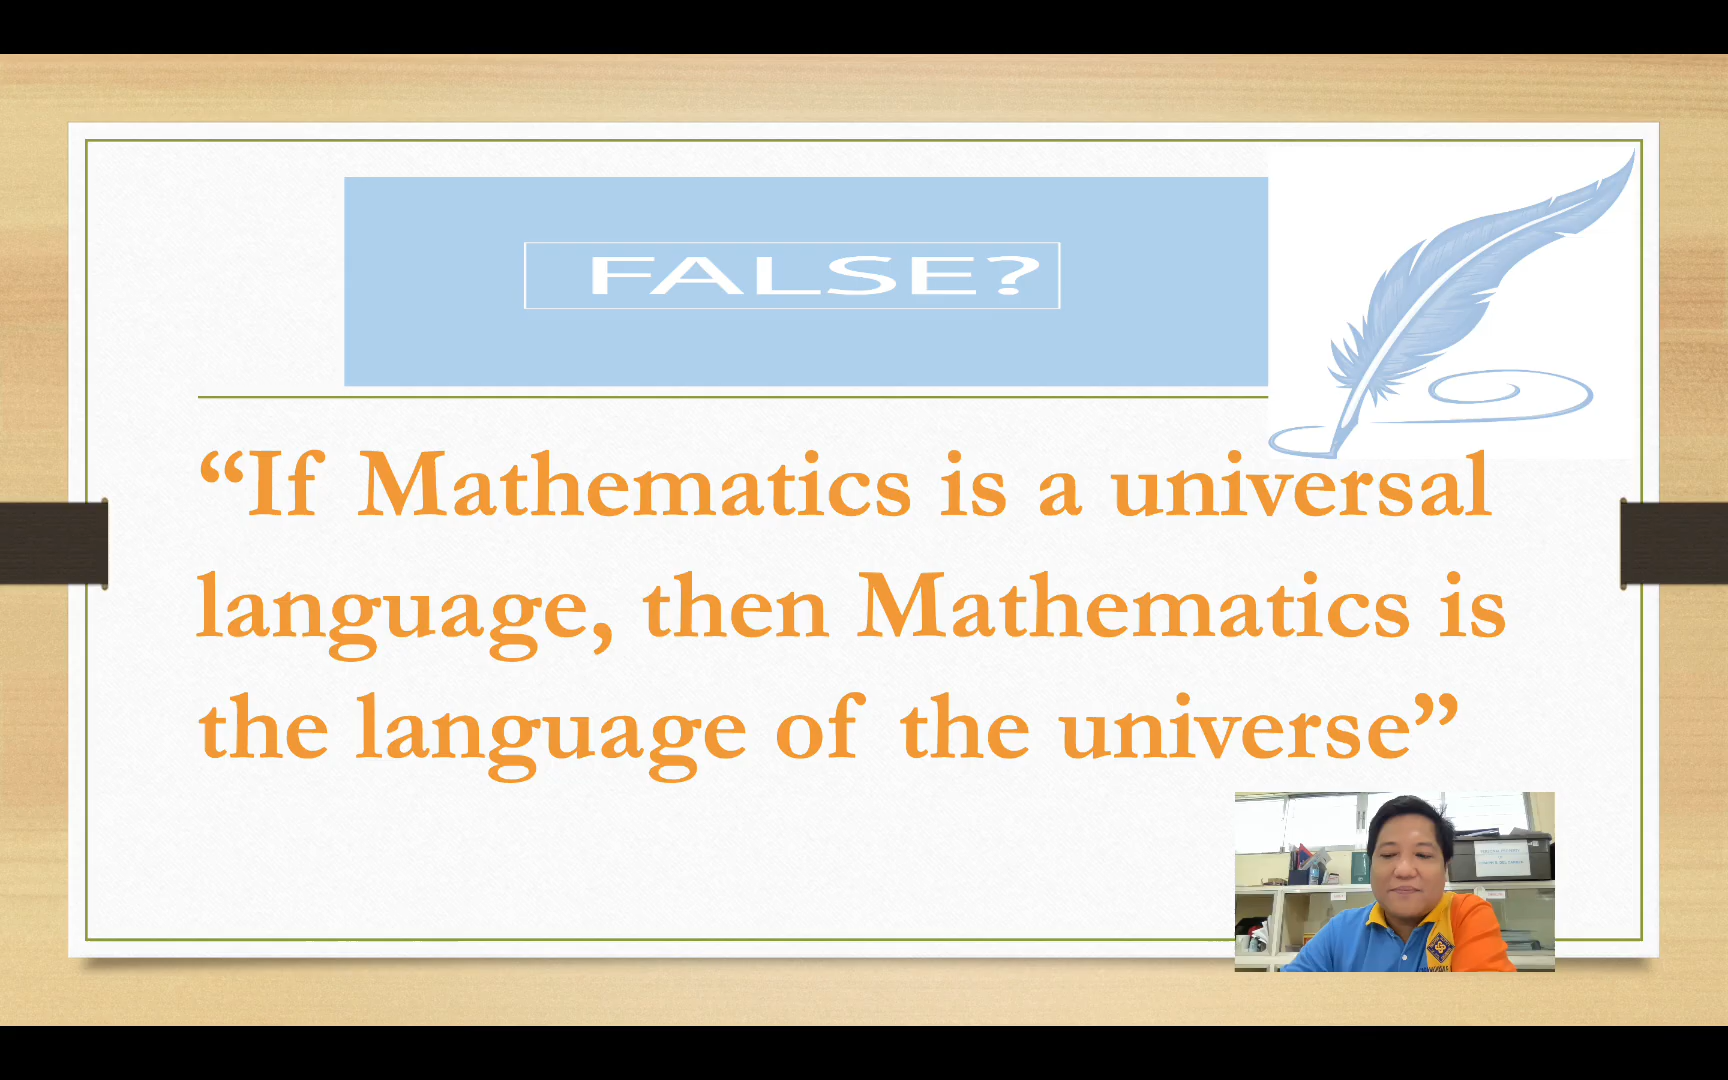 FALSE?
“If Mathematics is a universal
language, then Mathematics is
the language of the universe”